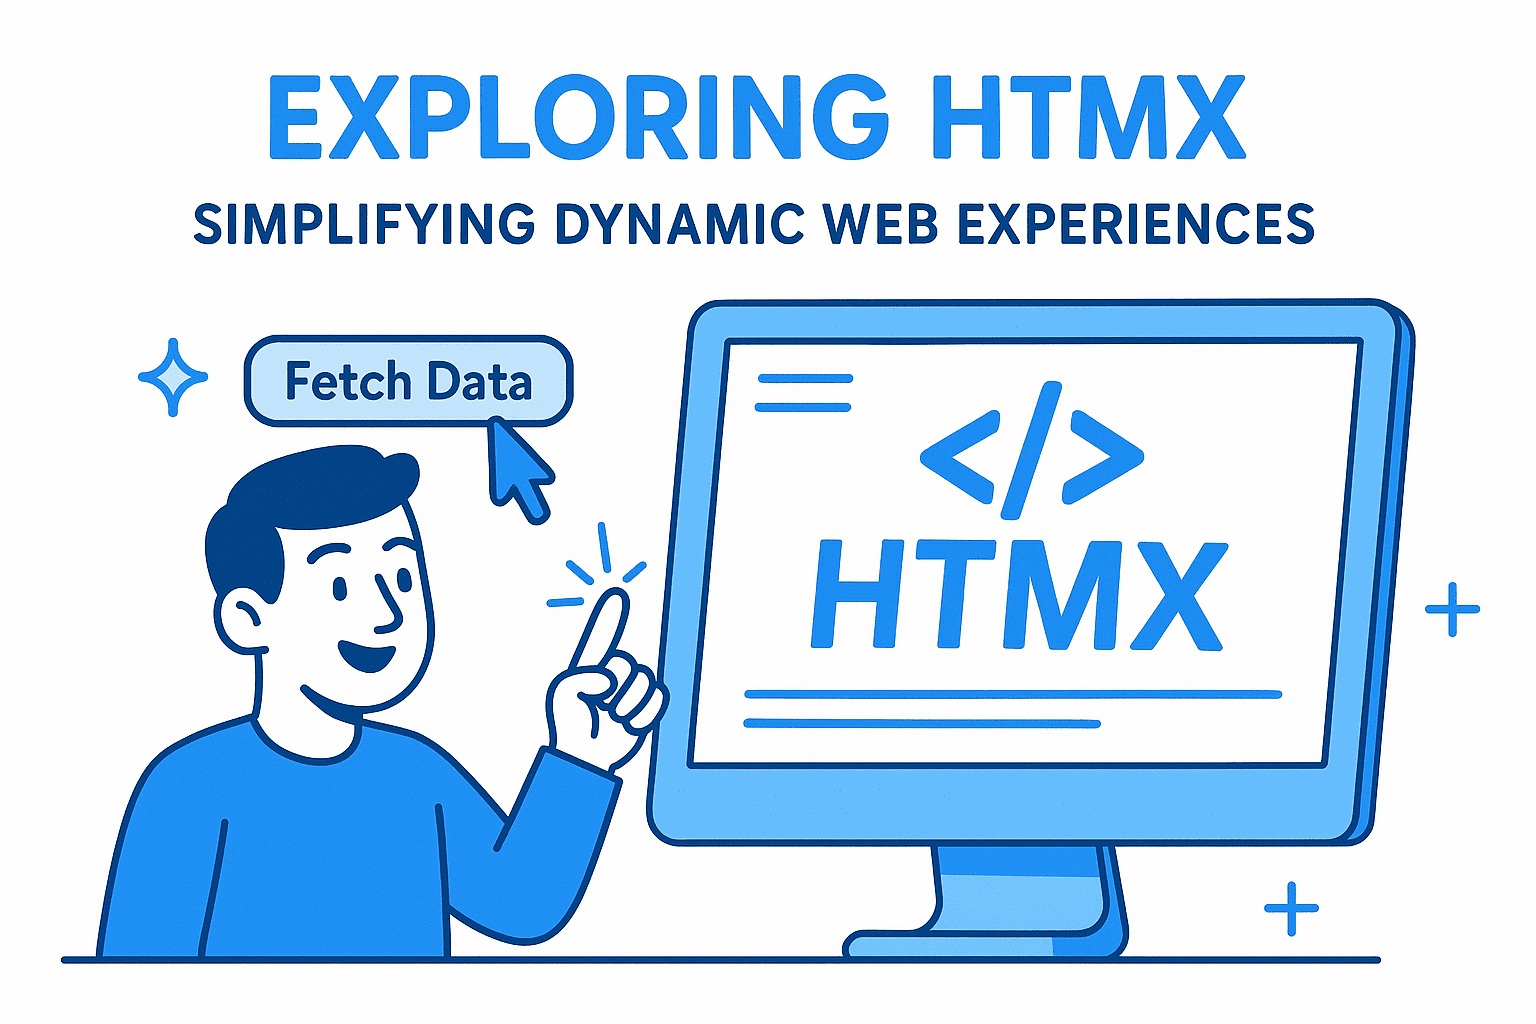 EXPLORING HTMX
SIMPLIFYING DYNAMIC WEB EXPERIENCES
Fetch Data
</>
HTMX